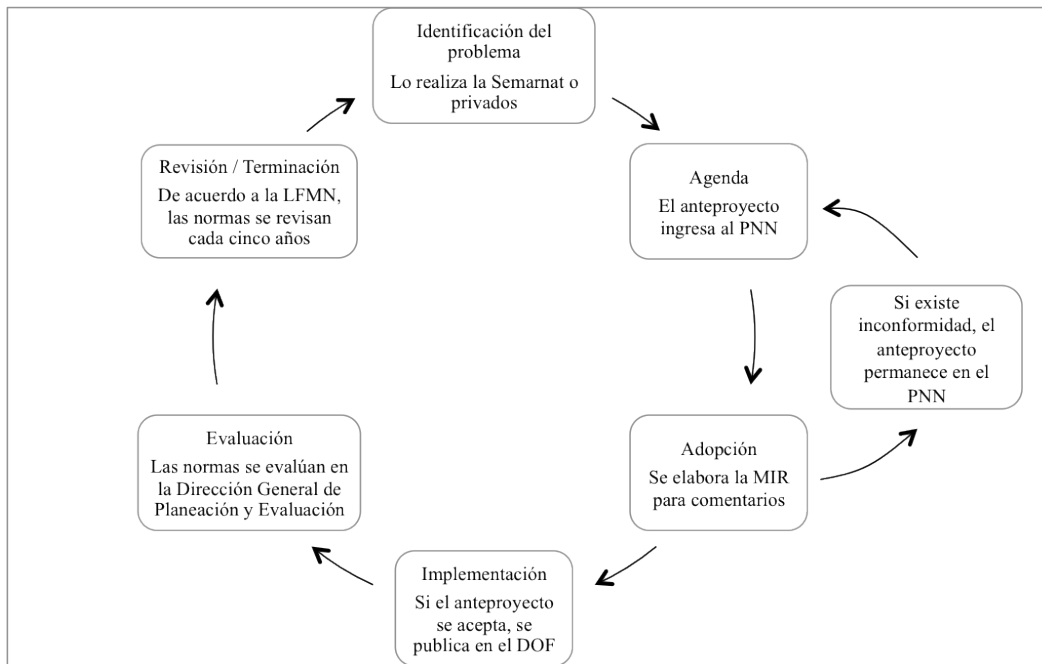 Identificación del
problema
Lo realiza la Semarnat o
privados
Revisión / Terminación
De acuerdo a la LFMN,
las normas se revisan
cada cinco años
Agenda
El anteproyecto
ingresa al PNN
Si existe
inconformidad, el
anteproyecto
permanece en el
PNN
Evaluación
Las normas se evalúan en
la Dirección General de
Planeación y Evaluación
Adopción
Se elabora la MIR
para comentarios
Implementación
Si el anteproyecto
se acepta, se
publica en el DOF